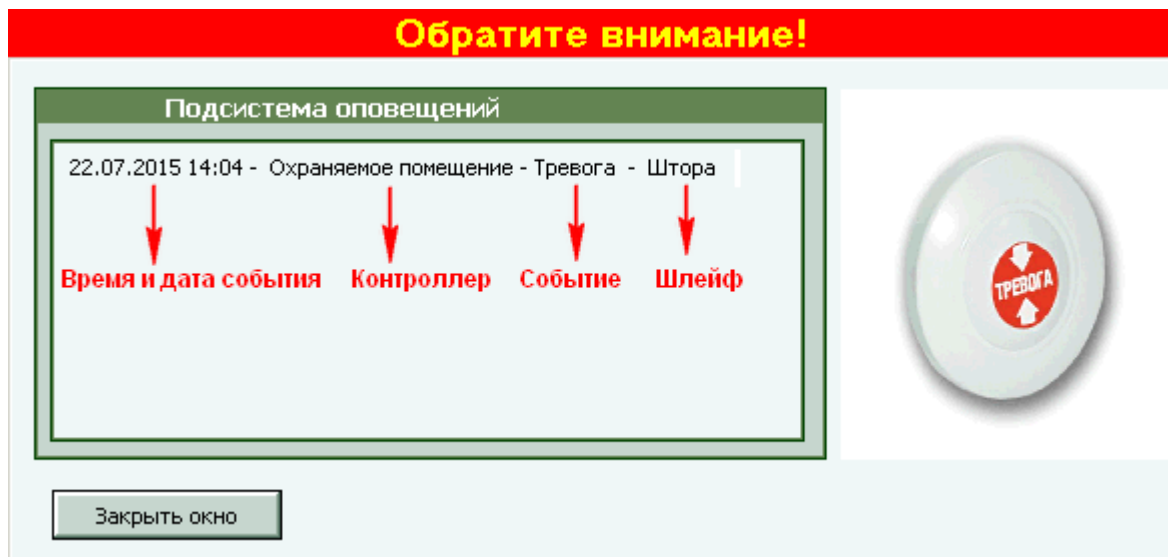 Обратите внимание!
Подсистема оповещений
22.07.2015 14:04 - Охраняемое помещение - Тревога - Штора
Время и дата события Контроллер Событие Шлейф
ТРЕВОГА
Закрыть окно